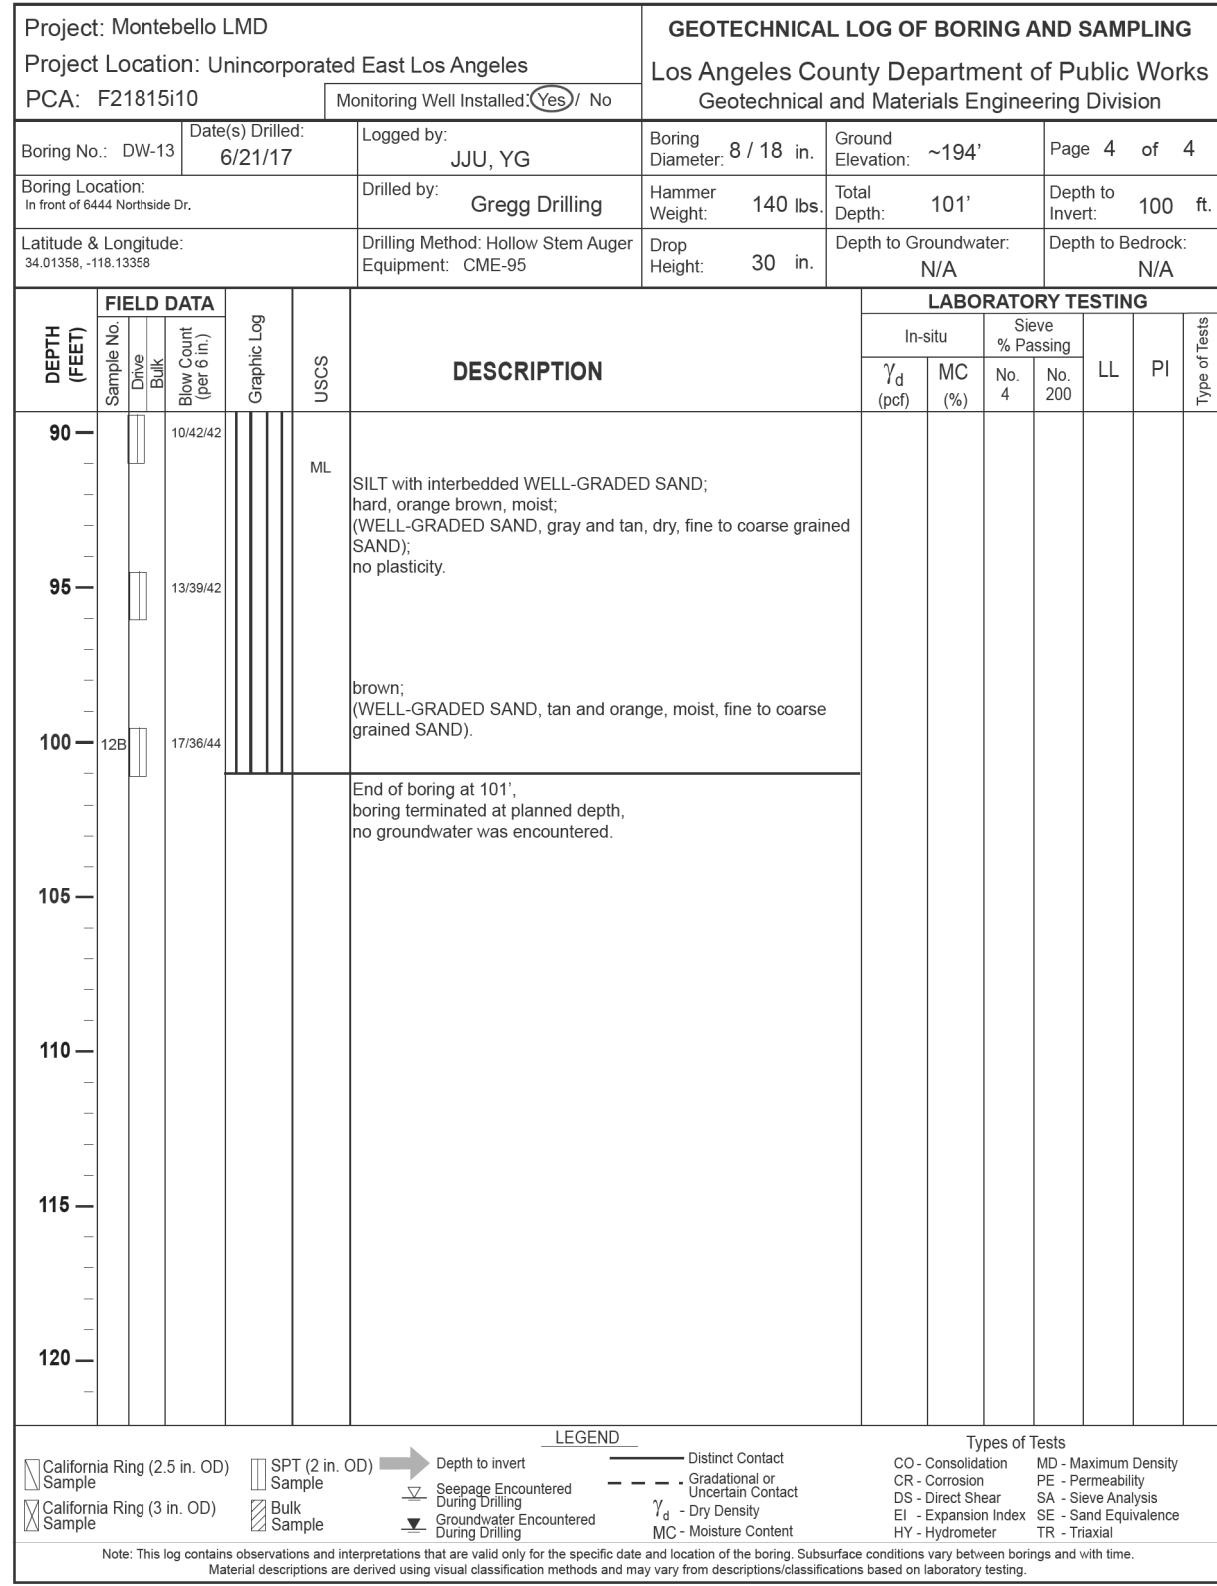 Project: Montebello LMD
Project Location: Unincorporated East Los Angeles
PCA: F21815i10
Monitoring Well Installed: Yes / No
GEOTECHNICAL LOG OF BORING AND SAMPLING
Los Angeles County Department of Public Works
Geotechnical and Materials Engineering Division
Boring No.: DW-13
Date(s) Drilled:
6/21/17
Logged by:
JJU, YG
Boring
Diameter: 8 / 18 in.
Ground
Elevation: ~194’
Page 4 of 4
Boring Location:
In front of 6444 Northside Dr.
Drilled by:
Gregg Drilling
Hammer
Weight: 140 lbs.
Total
Depth: 101’
Depth to
Invert: 100 ft.
Latitude & Longitude:
34.01358, -118.13358
Drilling Method: Hollow Stem Auger
Equipment: CME-95
Drop
Height: 30 in.
Depth to Groundwater:
N/A
Depth to Bedrock:
N/A
DEPTH
(FEET)
FIELD DATA
Sample No.
Drive
Bulk
Blow Count
(per 6 in.)
Graphic Log
USCS
DESCRIPTION
LABORATORY TESTING
In-situ
γd
(pcf)
MC
(%)
Sieve
% Passing
No.
4
No.
200
LL
PI
Type of Tests
90
10/42/42
ML
SILT with interbedded WELL-GRADED SAND;
hard, orange brown, moist;
(WELL-GRADED SAND, gray and tan, dry, fine to coarse grained
SAND);
no plasticity.
95
13/39/42
brown;
(WELL-GRADED SAND, tan and orange, moist, fine to coarse
grained SAND).
100
12B
17/36/44
End of boring at 101’,
boring terminated at planned depth,
no groundwater was encountered.
105
110
115
120
LEGEND
California Ring (2.5 in. OD)
Sample
California Ring (3 in. OD)
Sample
SPT (2 in. OD)
Sample
Bulk
Sample
Depth to invert
Seepage Encountered
During Drilling
Groundwater Encountered
During Drilling
Distinct Contact
Gradational or
Uncertain Contact
γd - Dry Density
MC - Moisture Content
Types of Tests
CO - Consolidation
CR - Corrosion
DS - Direct Shear
EI - Expansion Index
HY - Hydrometer
MD - Maximum Density
PE - Permeability
SA - Sieve Analysis
SE - Sand Equivalence
TR - Triaxial
Note: This log contains observations and interpretations that are valid only for the specific date and location of the boring. Subsurface conditions vary between borings and with time.
Material descriptions are derived using visual classification methods and may vary from descriptions/classifications based on laboratory testing.